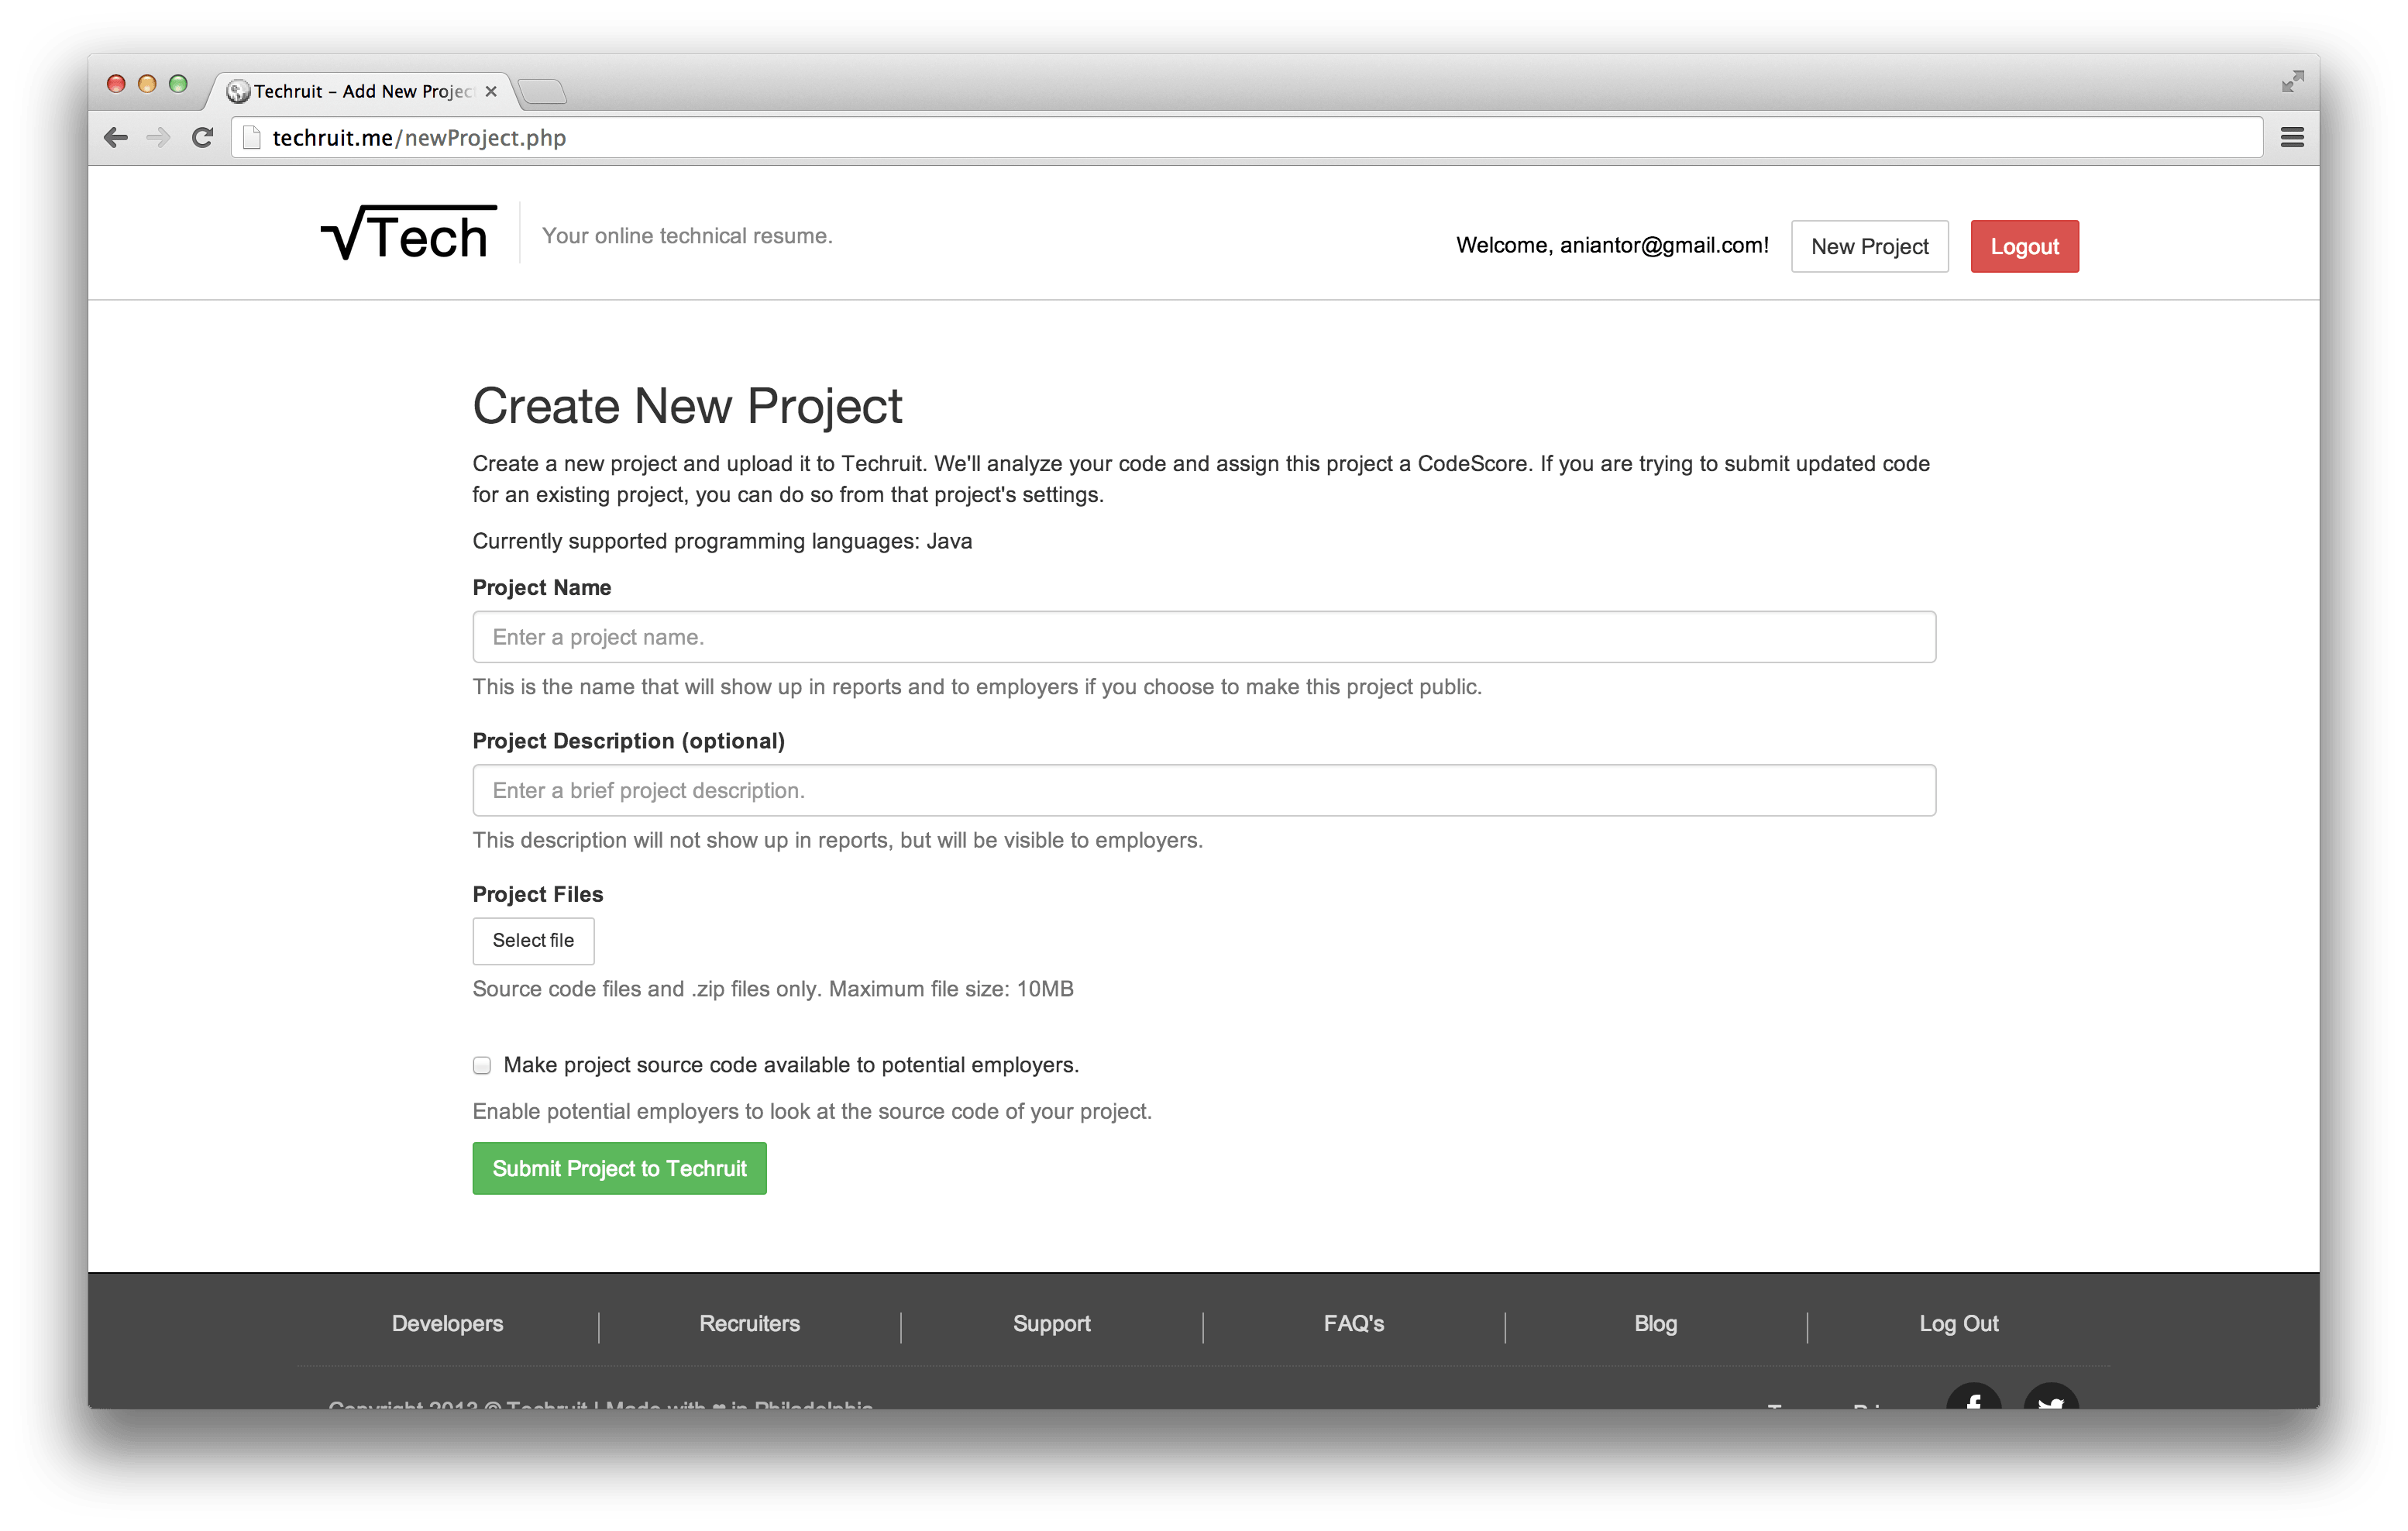 Techruit – Add New Projec
techruit.me/newProject.php
√Tech
Your online technical resume.
Welcome, aniantor@gmail.com!
New Project
Logout
Create New Project
Create a new project and upload it to Techruit. We'll analyze your code and assign this project a CodeScore. If you are trying to submit updated code
for an existing project, you can do so from that project's settings.
Currently supported programming languages: Java
Project Name
Enter a project name.
This is the name that will show up in reports and to employers if you choose to make this project public.
Project Description (optional)
Enter a brief project description.
This description will not show up in reports, but will be visible to employers.
Project Files
Select file
Source code files and .zip files only. Maximum file size: 10MB
Make project source code available to potential employers.
Enable potential employers to look at the source code of your project.
Submit Project to Techruit
Developers
Recruiters
Support
FAQ's
Blog
Log Out
Copyright 2013 © Techruit | Made with ♥ in Philadelphia